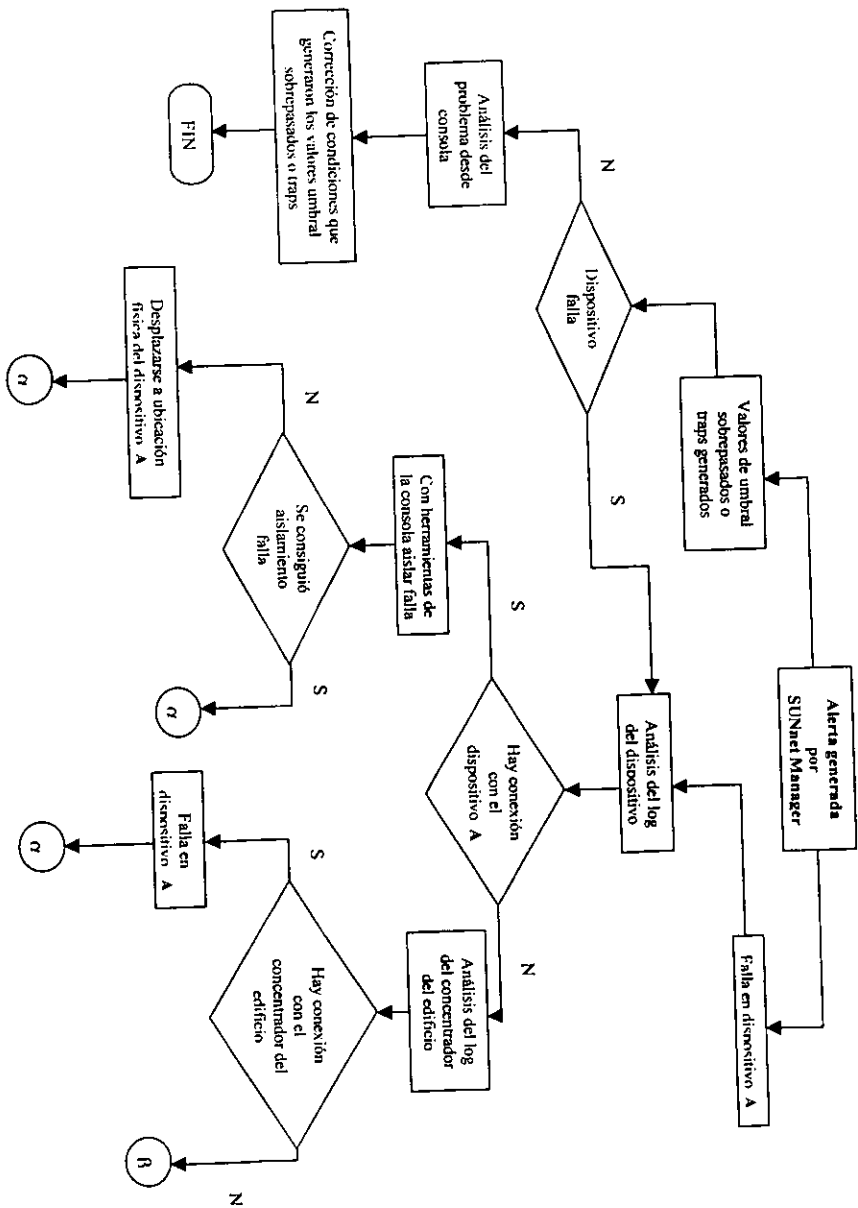 Alerta generada
por
SUNnet Manager
Valores de umbral
sobrepasados o
traps generados
Falla en dispositivo A
Dispositivo
falla
N
S
Análisis del
problema desde
consola
Análisis del log
del dispositivo
Corrección de condiciones que
generaron los valores umbral
sobrepasados o traps
FIN
Hay conexión
con el
dispositivo A
S
N
Con herramientas de
la consola aislar falla
Análisis del log
del concentrador
del edificio
Se consiguió
aislamiento
falla
N
S
Hay conexión
con el
concentrador del
edificio
S
N
Desplazarse a ubicación
física del dispositivo A
α
α
Falla en
dispositivo A
α
β